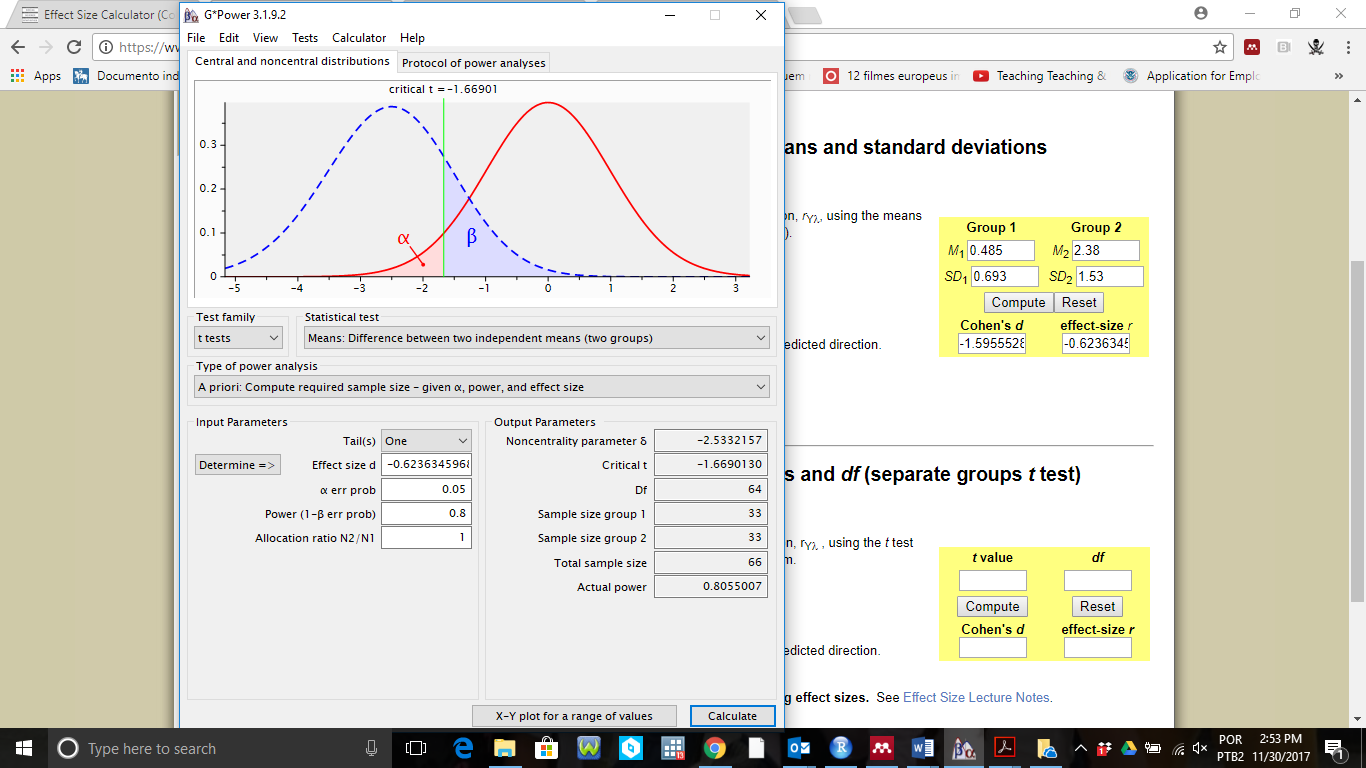 Effect Size Calculator (Co
G*Power 3.1.9.2
File Edit View Tests Calculator Help
https://ww
Apps
Documento ind
12 filmes europeus in
Teaching Teaching &
Application for Emplo
»
Central and noncentral distributions
Protocol of power analyses
critical t = -1.66901
0.3
0.2
0.1
0
α
β
-5 -4 -3 -2 -1 0 1 2 3
Test family
Statistical test
t tests
Means: Difference between two independent means (two groups)
Type of power analysis
A priori: Compute required sample size - given α, power, and effect size
Input Parameters
Tail(s) One
Determine =>
Effect size d -0.623634596
α err prob 0.05
Power (1-β err prob) 0.8
Allocation ratio N2/N1 1
Output Parameters
Noncentrality parameter δ -2.5332157
Critical t -1.6690130
Df 64
Sample size group 1 33
Sample size group 2 33
Total sample size 66
Actual power 0.8055007
X-Y plot for a range of values
Calculate
ans and standard deviations
on, rYλ, using the means
).
edicted direction.
Group 1 Group 2
M1 0.485 M2 2.38
SD1 0.693 SD2 1.53
Compute Reset
Cohen's d effect-size r
-1.5955528 -0.6236345
s and df (separate groups t test)
n, rYλ , using the t test
m.
edicted direction.
t value df
Compute Reset
Cohen's d effect-size r
g effect sizes. See Effect Size Lecture Notes.
Type here to search
POR 2:53 PM
PTB2 11/30/2017